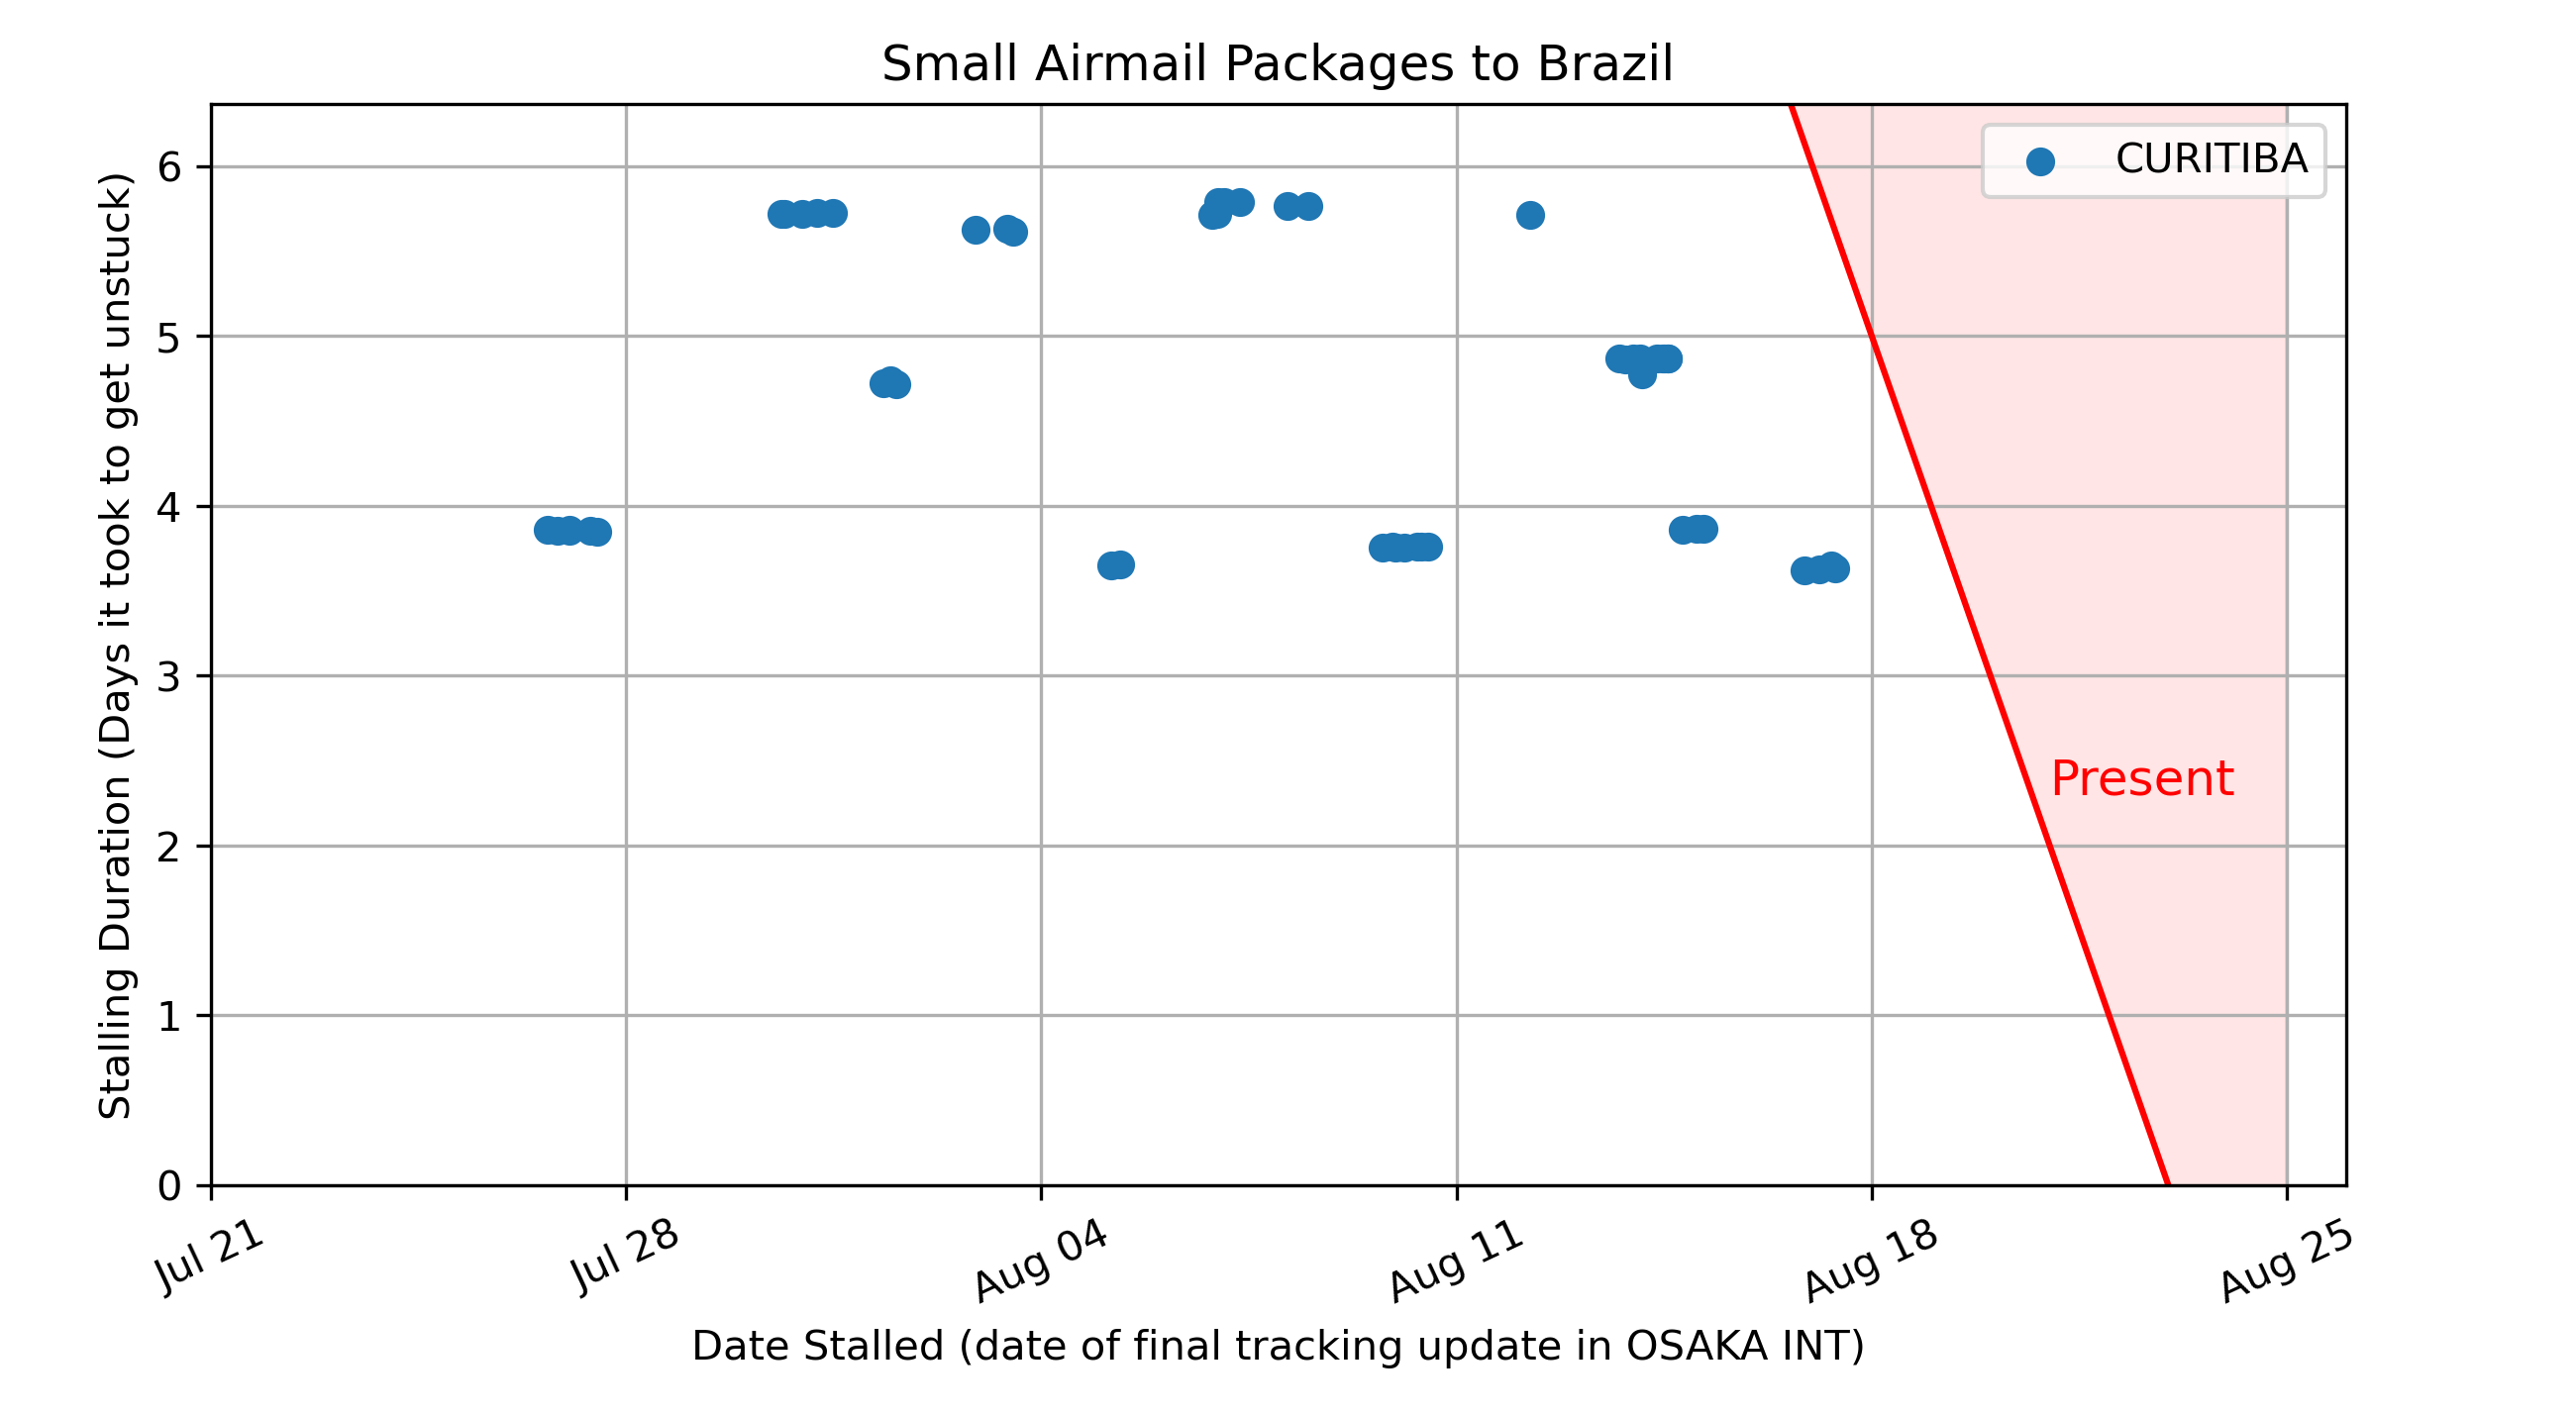 Small Airmail Packages to Brazil
CURITIBA
6
5
4
3
2
1
0
Stalling Duration (Days it took to get unstuck)
Present
Jul 21
Jul 28
Aug 04
Aug 11
Aug 18
Aug 25
Date Stalled (date of final tracking update in OSAKA INT)